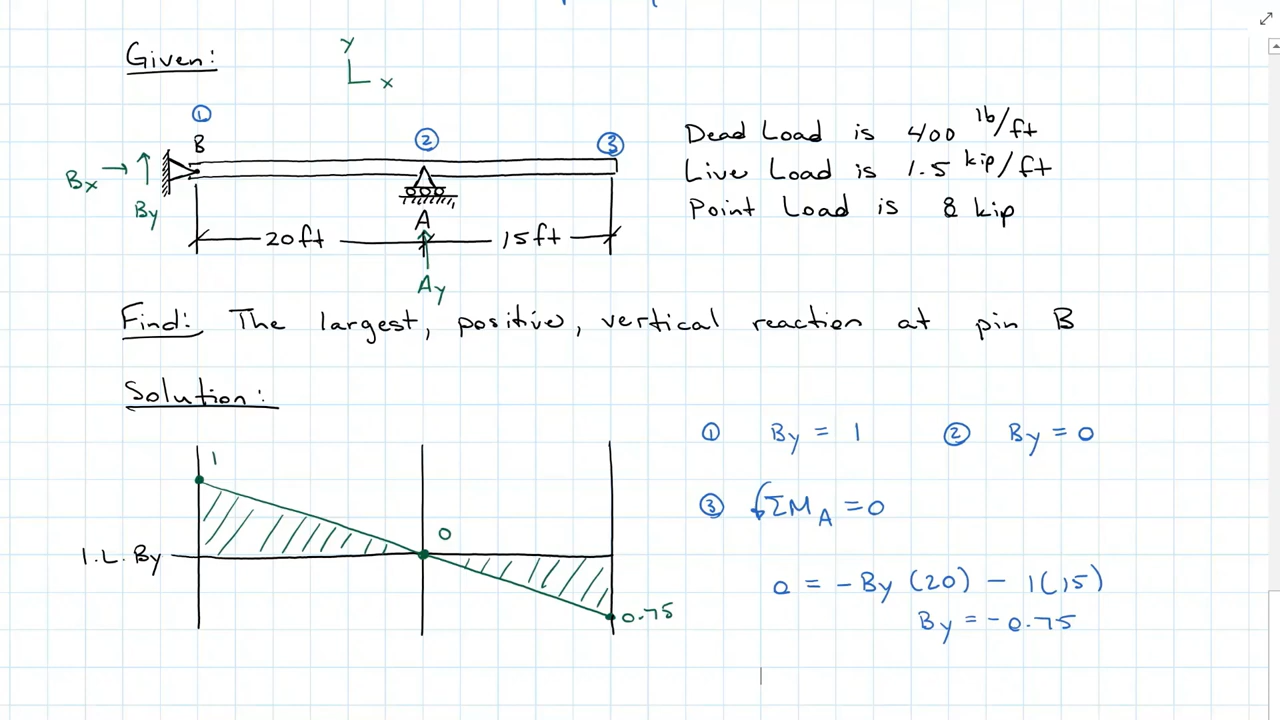 Given:
Y
x
①
B
②
③
Bx
By
A
20ft
15ft
Ay
Dead Load is 400 lb/ft
Live Load is 1.5 kip/ft
Point Load is 8 kip
Find: The largest, positive, vertical reaction at pin B
Solution:
1
0
I.L. By
0.75
① By = 1 ② By = 0
③ ΣMA = 0
0 = -By (20) - 1(15)
By = -0.75